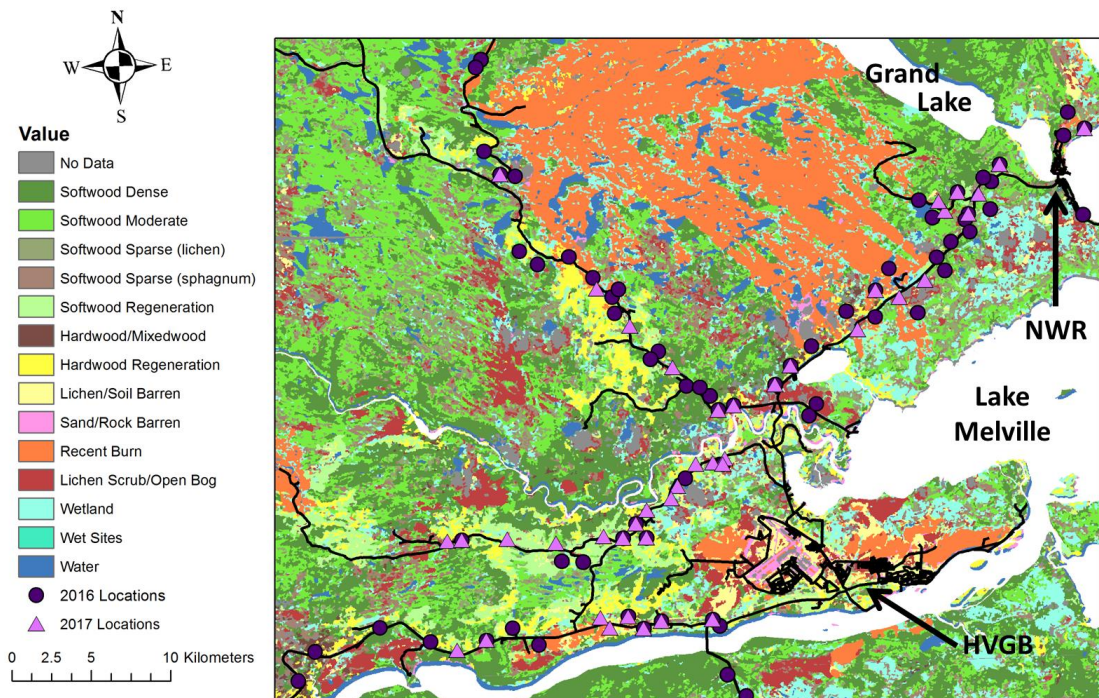 N
W
E
S
Value
No Data
Softwood Dense
Softwood Moderate
Softwood Sparse (lichen)
Softwood Sparse (sphagnum)
Softwood Regeneration
Hardwood/Mixedwood
Hardwood Regeneration
Lichen/Soil Barren
Sand/Rock Barren
Recent Burn
Lichen Scrub/Open Bog
Wetland
Wet Sites
Water
2016 Locations
2017 Locations
0 2.5 5 10 Kilometers
Grand
Lake
NWR
Lake
Melville
HVGB